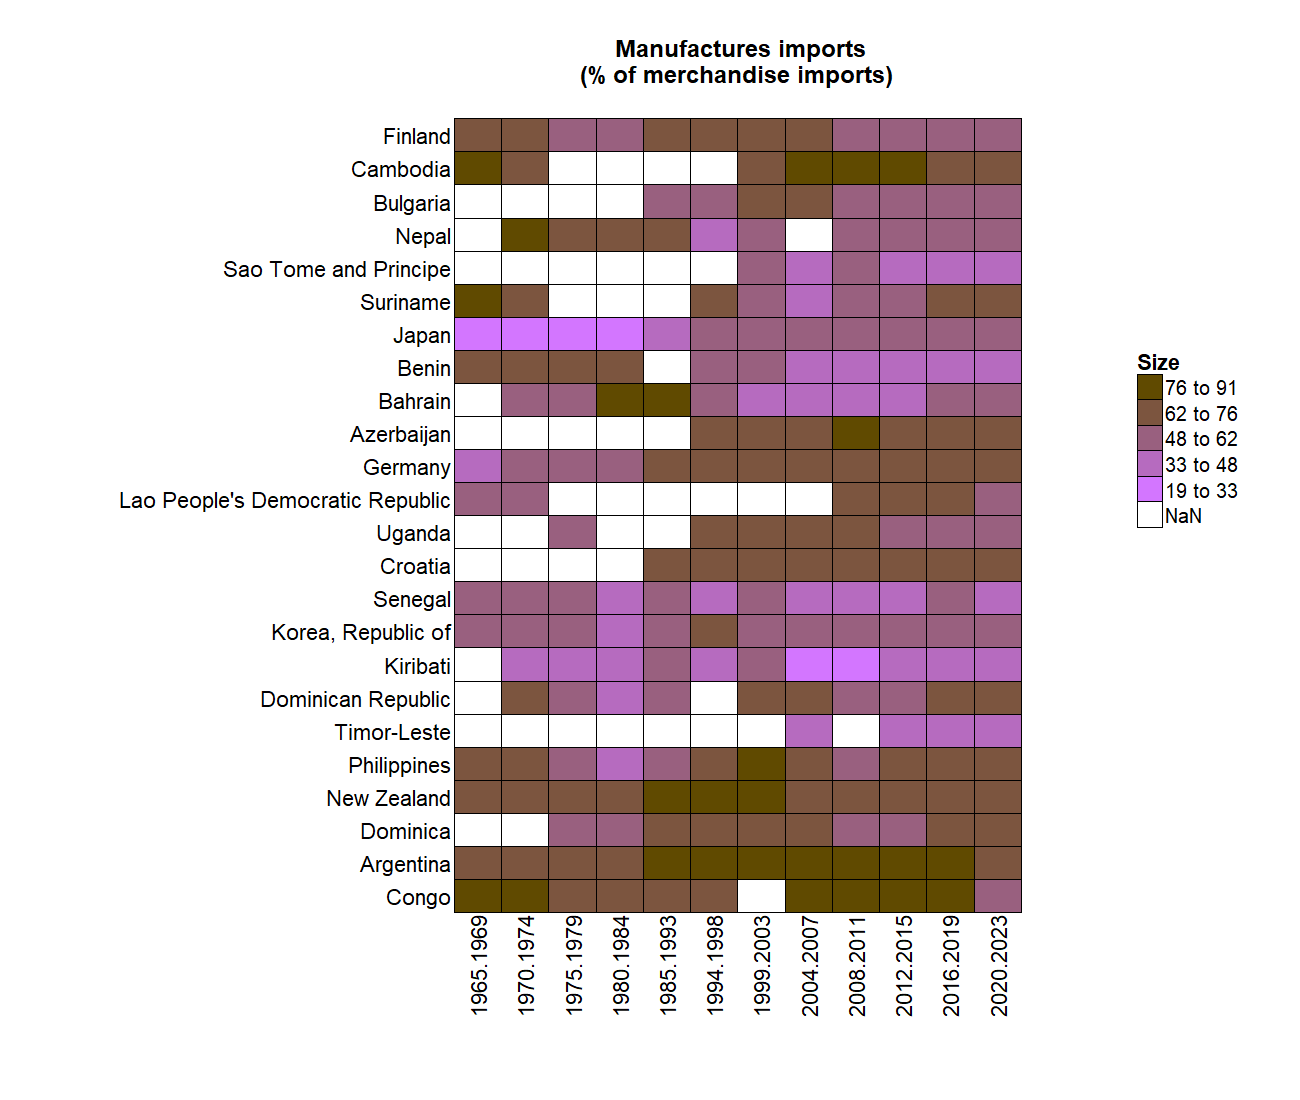 Manufactures imports
(% of merchandise imports)
Finland
Cambodia
Bulgaria
Nepal
Sao Tome and Principe
Suriname
Japan
Benin
Bahrain
Azerbaijan
Germany
Lao People's Democratic Republic
Uganda
Croatia
Senegal
Korea, Republic of
Kiribati
Dominican Republic
Timor-Leste
Philippines
New Zealand
Dominica
Argentina
Congo
1965.1969
1970.1974
1975.1979
1980.1984
1985.1993
1994.1998
1999.2003
2004.2007
2008.2011
2012.2015
2016.2019
2020.2023
Size
76 to 91
62 to 76
48 to 62
33 to 48
19 to 33
NaN